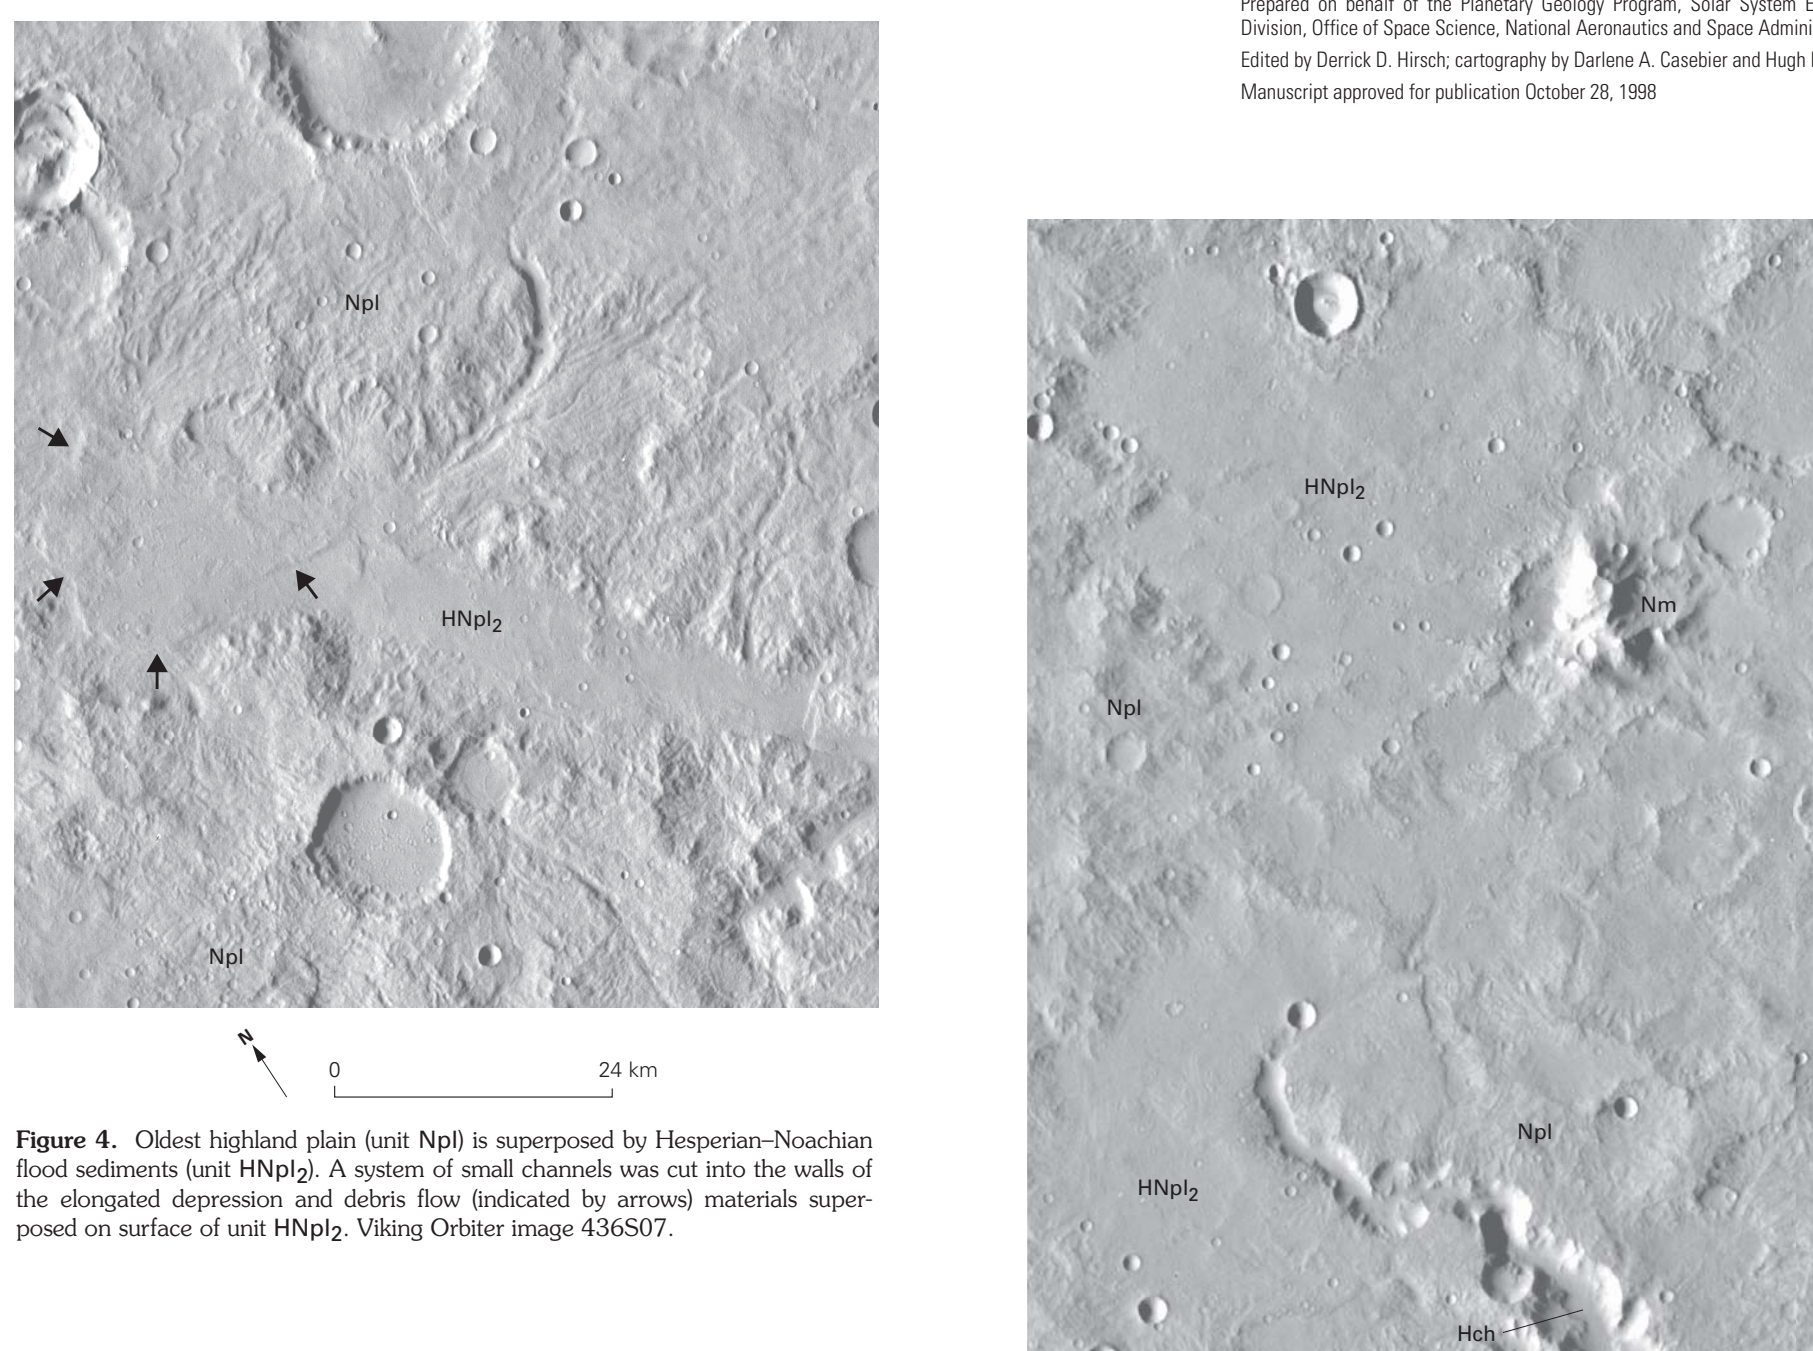 Prepared on behalf of the Planetary Geology Program, Solar System
Division, Office of Space Science, National Aeronautics and Space
Edited by Derrick D. Hirsch; cartography by Darlene A. Casebier and Hugh
Manuscript approved for publication October 28, 1998
Npl
HNpl₂
Npl
N
0 24 km
Figure 4. Oldest highland plain (unit Npl) is superposed by Hesperian–Noachian
flood sediments (unit HNpl₂). A system of small channels was cut into the walls of
the elongated depression and debris flow (indicated by arrows) materials super-
posed on surface of unit HNpl₂. Viking Orbiter image 436S07.
HNpl₂
Nm
Npl
Npl
HNpl₂
Hch